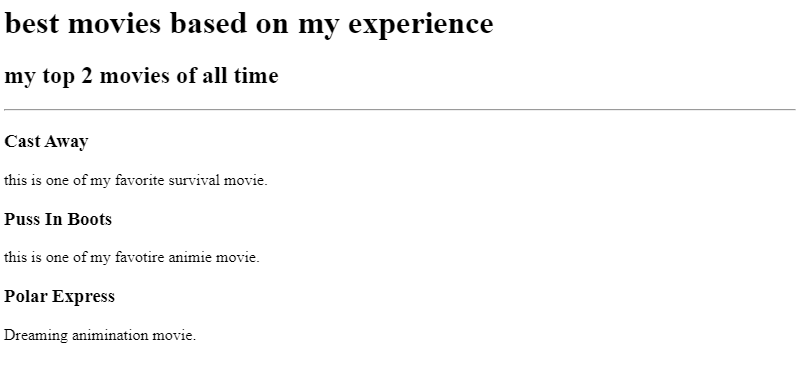 best movies based on my experience
my top 2 movies of all time
Cast Away
this is one of my favorite survival movie.
Puss In Boots
this is one of my favotire animie movie.
Polar Express
Dreaming animination movie.